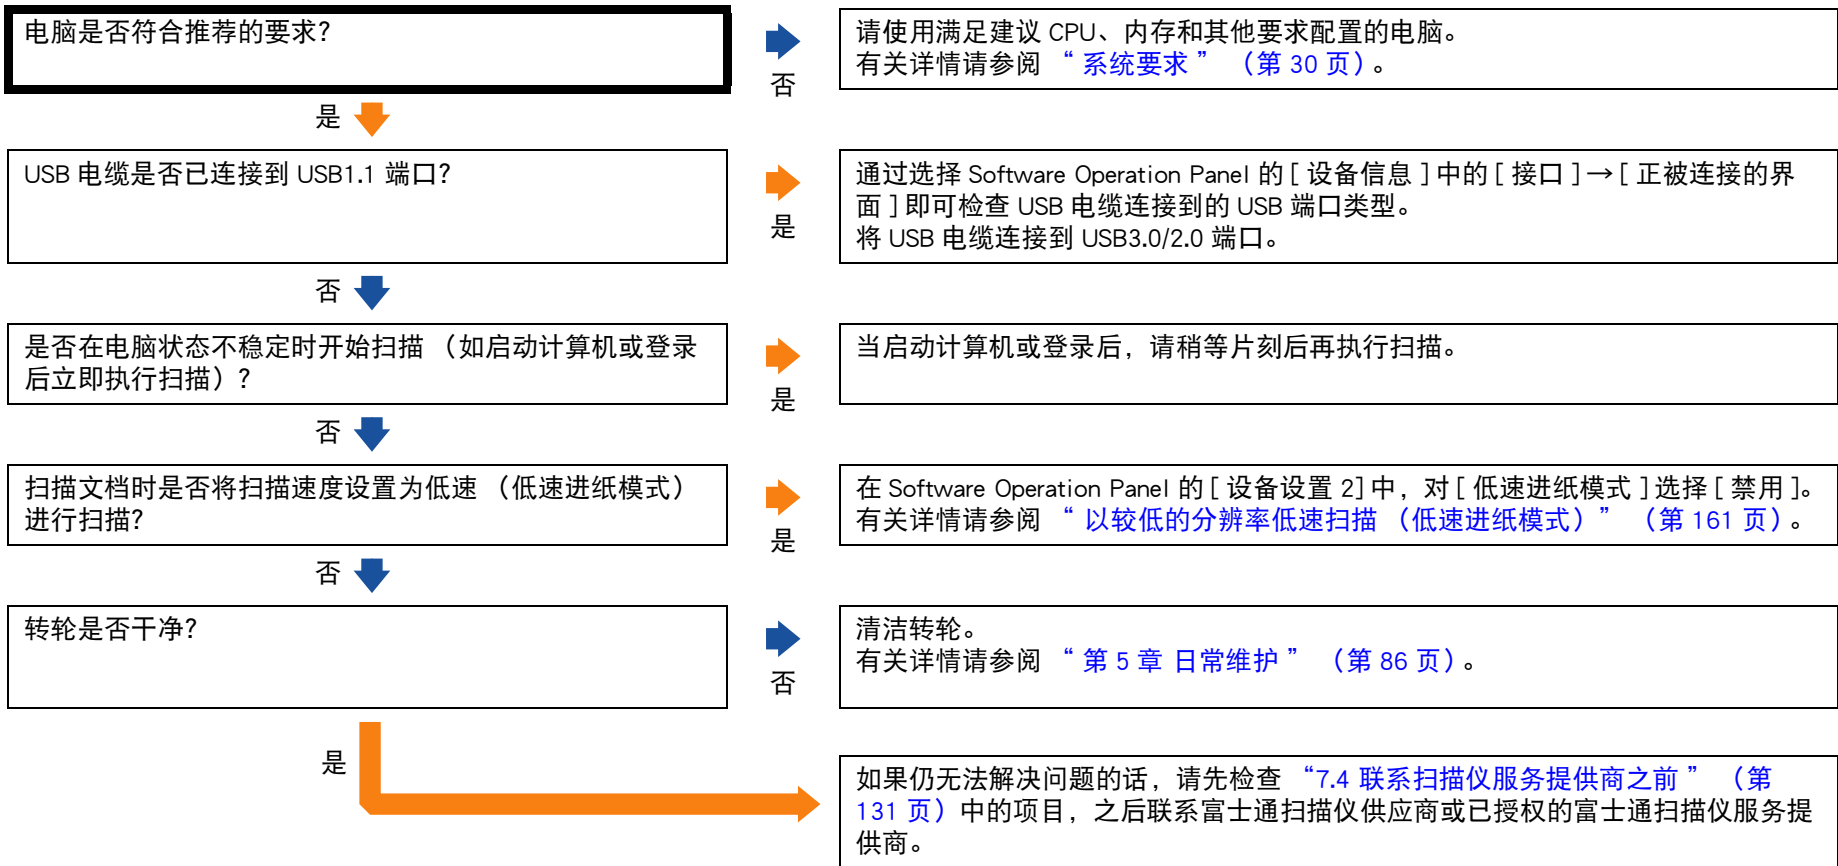 电脑是否符合推荐的要求?
否
请使用满足建议 CPU、内存和其他要求配置的电脑。
有关详情请参阅 “ 系统要求 ” (第 30 页)。
是
USB 电缆是否已连接到 USB1.1 端口?
是
通过选择 Software Operation Panel 的 [ 设备信息 ] 中的 [ 接口 ] → [ 正被连接的界
面 ] 即可检查 USB 电缆连接到的 USB 端口类型。
将 USB 电缆连接到 USB3.0/2.0 端口。
否
是否在电脑状态不稳定时开始扫描 (如启动计算机或登录
后立即执行扫描)?
是
当启动计算机或登录后，请稍等片刻后再执行扫描。
否
扫描文档时是否将扫描速度设置为低速 (低速进纸模式)
进行扫描?
是
在 Software Operation Panel 的 [ 设备设置 2] 中，对 [ 低速进纸模式 ] 选择 [ 禁用 ]。
有关详情请参阅 “ 以较低的分辨率低速扫描 (低速进纸模式) ” (第 161 页)。
否
转轮是否干净?
否
清洁转轮。
有关详情请参阅 “ 第 5 章 日常维护 ” (第 86 页)。
是
如果仍无法解决问题的话，请先检查 “7.4 联系扫描仪服务提供商之前 ” (第
131 页) 中的项目，之后联系富士通扫描仪供应商或已授权的富士通扫描仪服务提
供商。